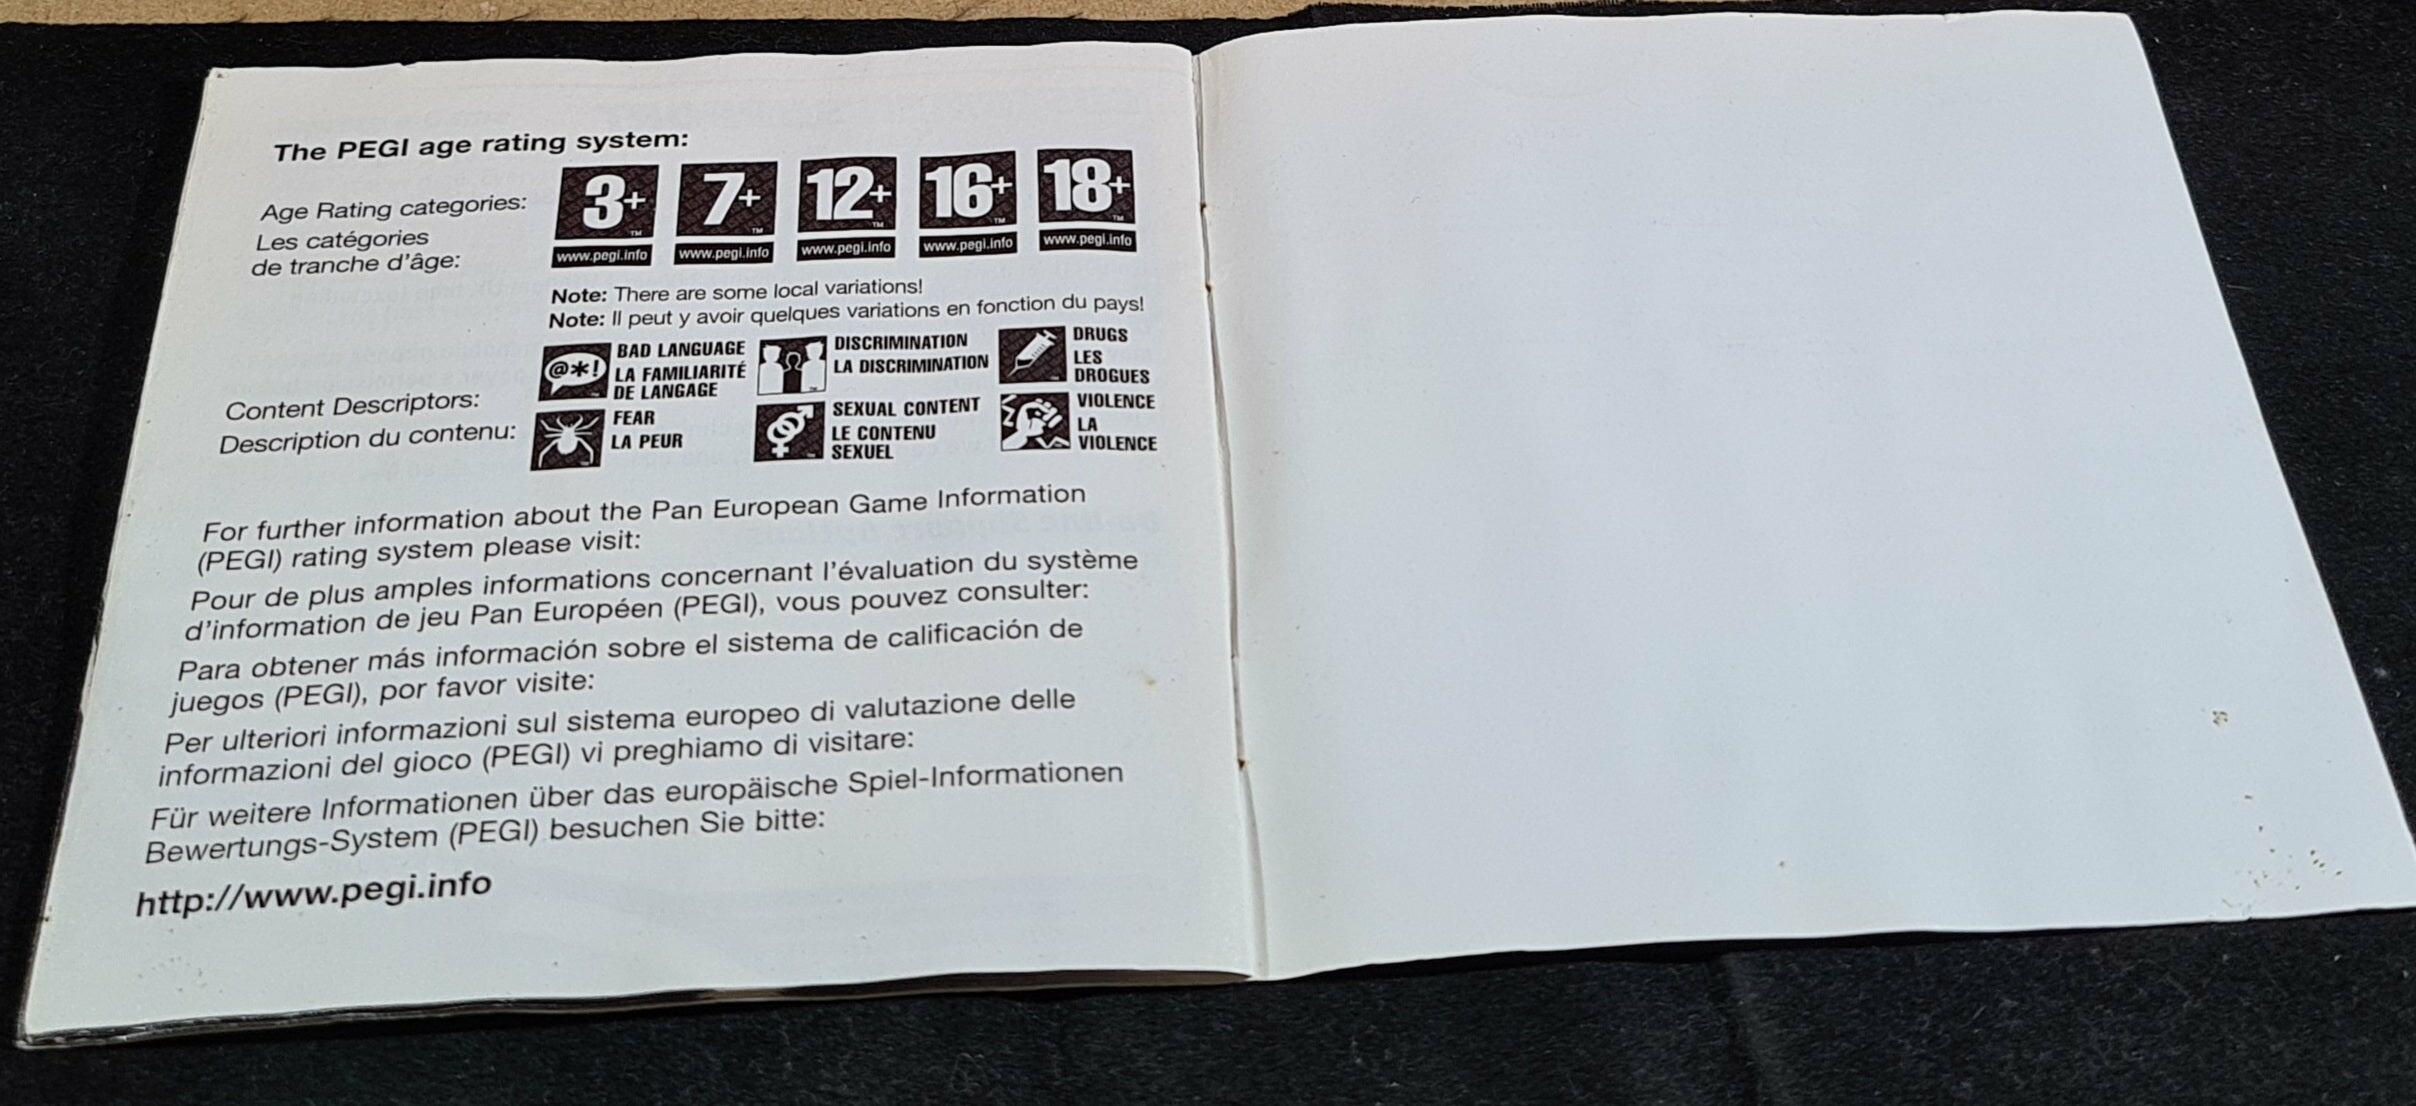 The PEGI age rating system:
Age Rating categories:
Les catégories
de tranche d'âge:
3+ 7+ 12+ 16+ 18+
TM TM TM TM TM
www.pegi.info www.pegi.info www.pegi.info www.pegi.info www.pegi.info
Note: There are some local variations!
Note: Il peut y avoir quelques variations en fonction du pays!
Content Descriptors:
Description du contenu:
@*!
BAD LANGUAGE
LA FAMILIARITÉ
DE LANGAGE
DISCRIMINATION
LA DISCRIMINATION
DRUGS
LES
DROGUES
FEAR
LA PEUR
SEXUAL CONTENT
LE CONTENU
SEXUEL
VIOLENCE
LA
VIOLENCE
For further information about the Pan European Game Information
(PEGI) rating system please visit:
Pour de plus amples informations concernant l'évaluation du système
d'information de jeu Pan Européen (PEGI), vous pouvez consulter:
Para obtener más información sobre el sistema de calificación de
juegos (PEGI), por favor visite:
Per ulteriori informazioni sul sistema europeo di valutazione delle
informazioni del gioco (PEGI) vi preghiamo di visitare:
Für weitere Informationen über das europäische Spiel-Informationen
Bewertungs-System (PEGI) besuchen Sie bitte:
http://www.pegi.info